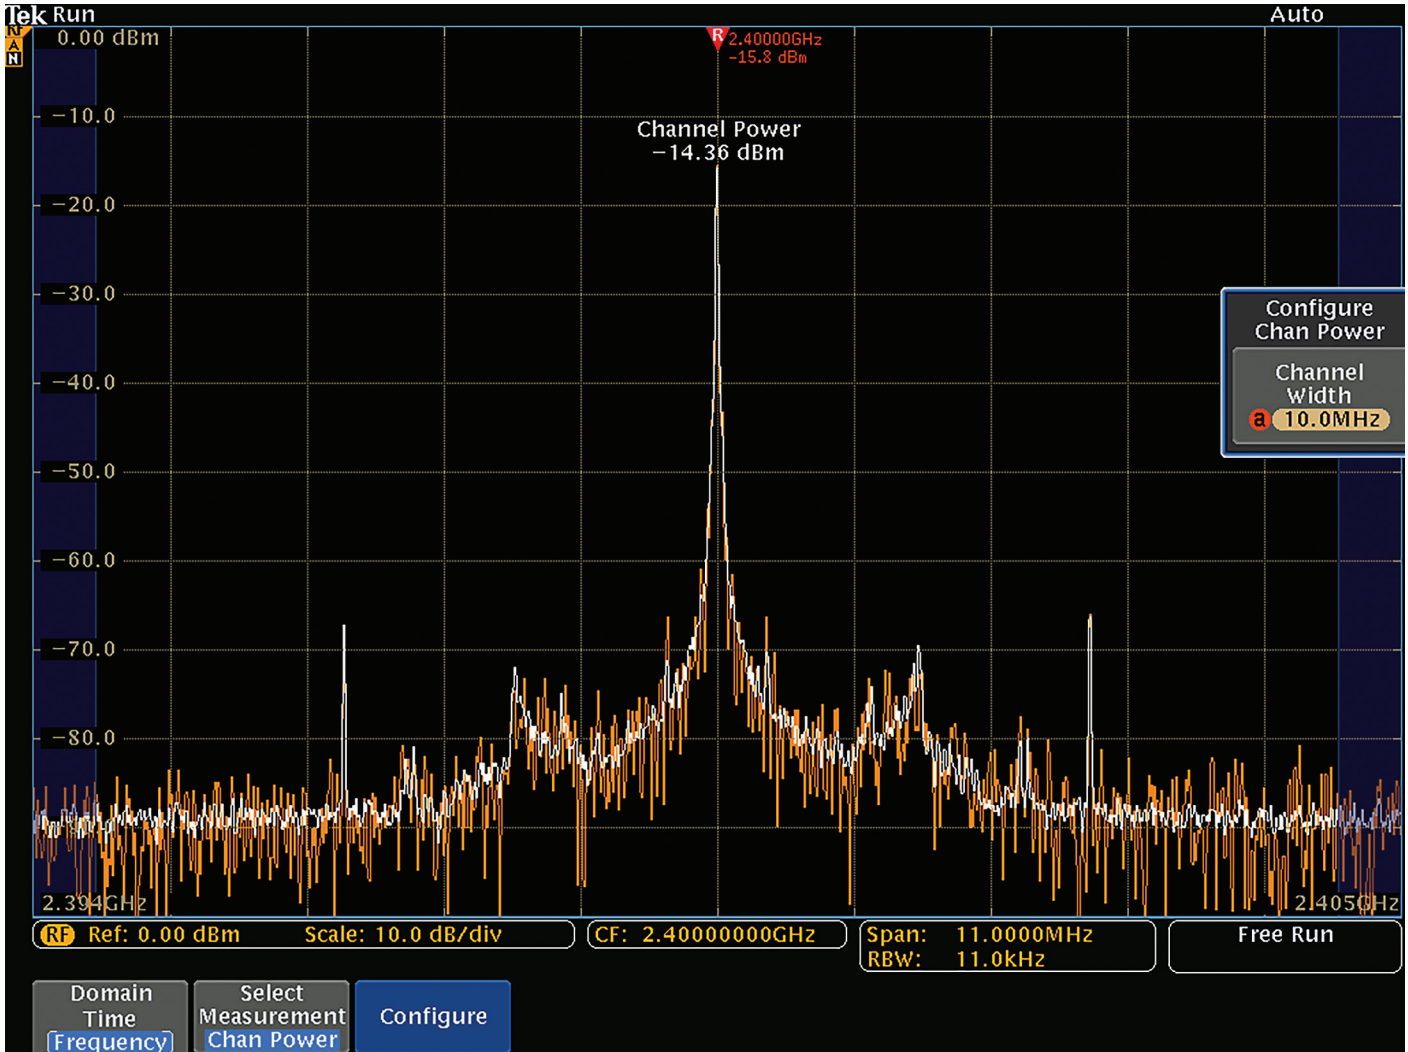 Tek Run
Auto
RF
A
N
0.00 dBm
R 2.40000GHz
-15.8 dBm
-10.0
Channel Power
-14.36 dBm
-20.0
-30.0
Configure
Chan Power
Channel
Width
a 10.0MHz
-40.0
-50.0
-60.0
-70.0
-80.0
2.394GHz
2.405GHz
RF Ref: 0.00 dBm Scale: 10.0 dB/div
CF: 2.40000000GHz
Span: 11.0000MHz
RBW: 11.0kHz
Free Run
Domain
Time
Frequency
Select
Measurement
Chan Power
Configure